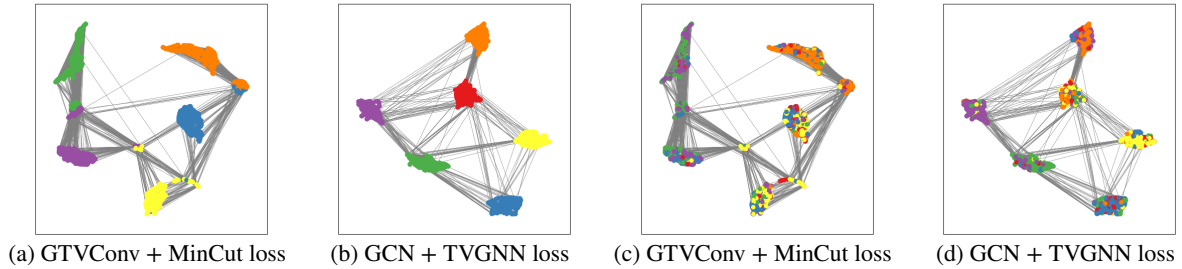 (a) GTVConv + MinCut loss
(b) GCN + TVGNN loss
(c) GTVConv + MinCut loss
(d) GCN + TVGNN loss